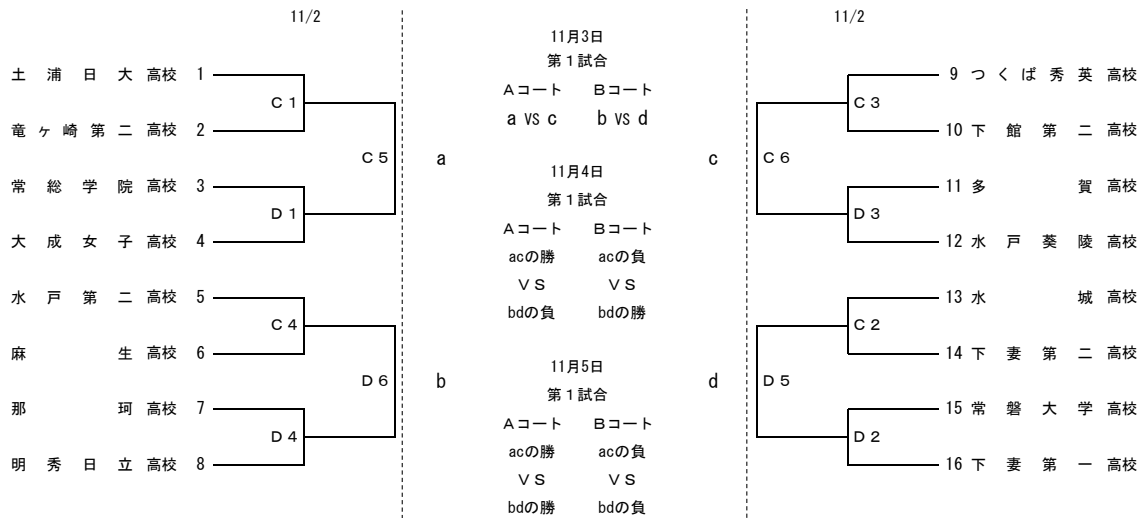 11/2
土浦日大高校 1
C1
竜ヶ崎第二高校 2
C5
常総学院高校 3
D1
大成女子高校 4
a
水戸第二高校 5
C4
麻生高校 6
D6
那珂高校 7
D4
明秀日立高校 8
b
11月3日
第1試合
Aコート Bコート
a VS c b VS d
11月4日
第1試合
Aコート Bコート
acの勝 acの負
VS VS
bdの負 bdの勝
11月5日
第1試合
Aコート Bコート
acの勝 acの負
VS VS
bdの勝 bdの負
11/2
9 つくば秀英高校
C3
10 下館第二高校
c
C6
11 多賀高校
D3
12 水戸葵陵高校
13 水城高校
C2
14 下妻第二高校
d
D5
15 常磐大学高校
D2
16 下妻第一高校